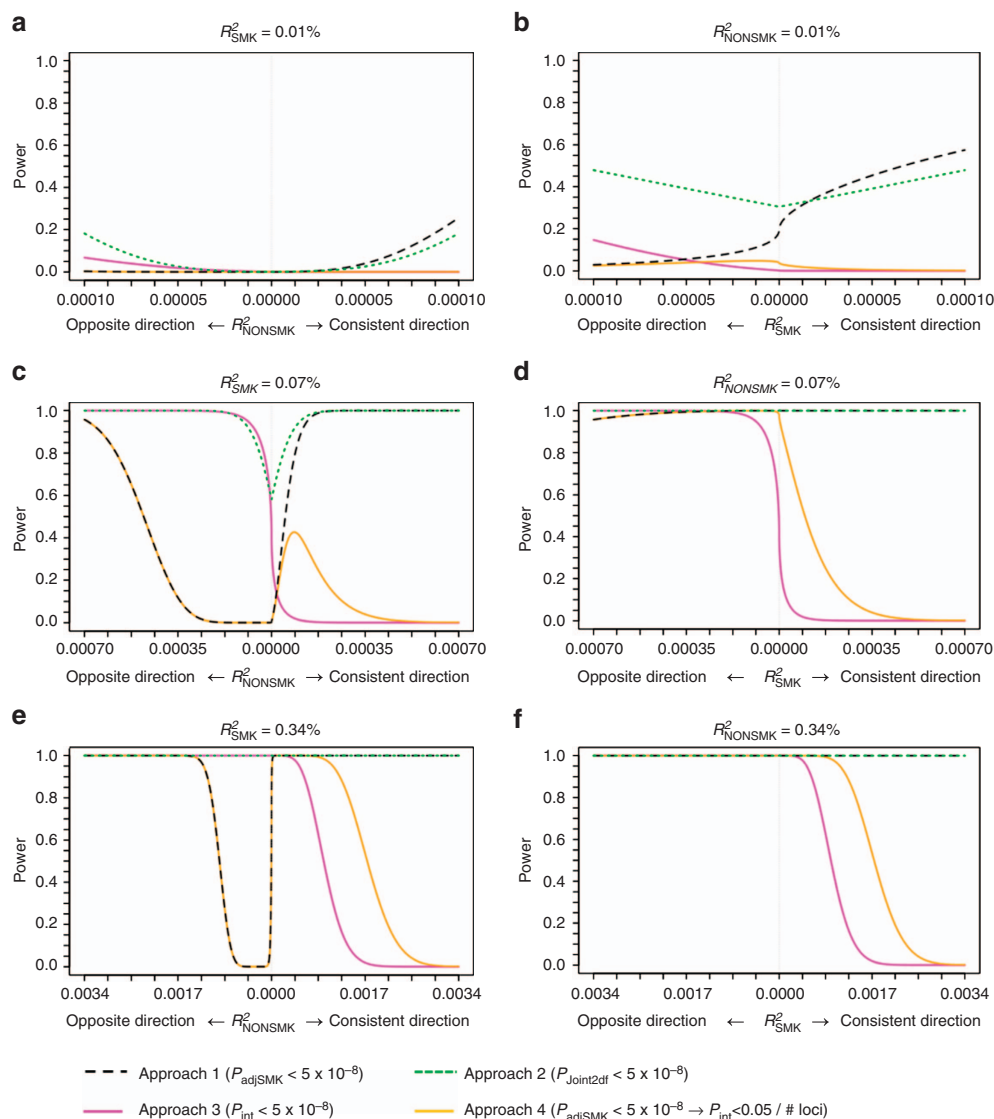 a
R²SMK = 0.01%
Power
1.0
0.8
0.6
0.4
0.2
0.0
0.00010 0.00005 0.00000 0.00005 0.00010
Opposite direction ← R²NONSMK → Consistent direction
b
R²NONSMK = 0.01%
Power
1.0
0.8
0.6
0.4
0.2
0.0
0.00010 0.00005 0.00000 0.00005 0.00010
Opposite direction ← R²SMK → Consistent direction
c
R²SMK = 0.07%
Power
1.0
0.8
0.6
0.4
0.2
0.0
0.00070 0.00035 0.00000 0.00035 0.00070
Opposite direction ← R²NONSMK → Consistent direction
d
R²NONSMK = 0.07%
Power
1.0
0.8
0.6
0.4
0.2
0.0
0.00070 0.00035 0.00000 0.00035 0.00070
Opposite direction ← R²SMK → Consistent direction
e
R²SMK = 0.34%
Power
1.0
0.8
0.6
0.4
0.2
0.0
0.0034 0.0017 0.0000 0.0017 0.0034
Opposite direction ← R²NONSMK → Consistent direction
f
R²NONSMK = 0.34%
Power
1.0
0.8
0.6
0.4
0.2
0.0
0.0034 0.0017 0.0000 0.0017 0.0034
Opposite direction ← R²SMK → Consistent direction
Approach 1 (PadjSMK < 5 x 10⁻⁸)
Approach 2 (PJoint2df < 5 x 10⁻⁸)
Approach 3 (Pint < 5 x 10⁻⁸)
Approach 4 (PadjSMK < 5 x 10⁻⁸ → Pint<0.05 / # loci)